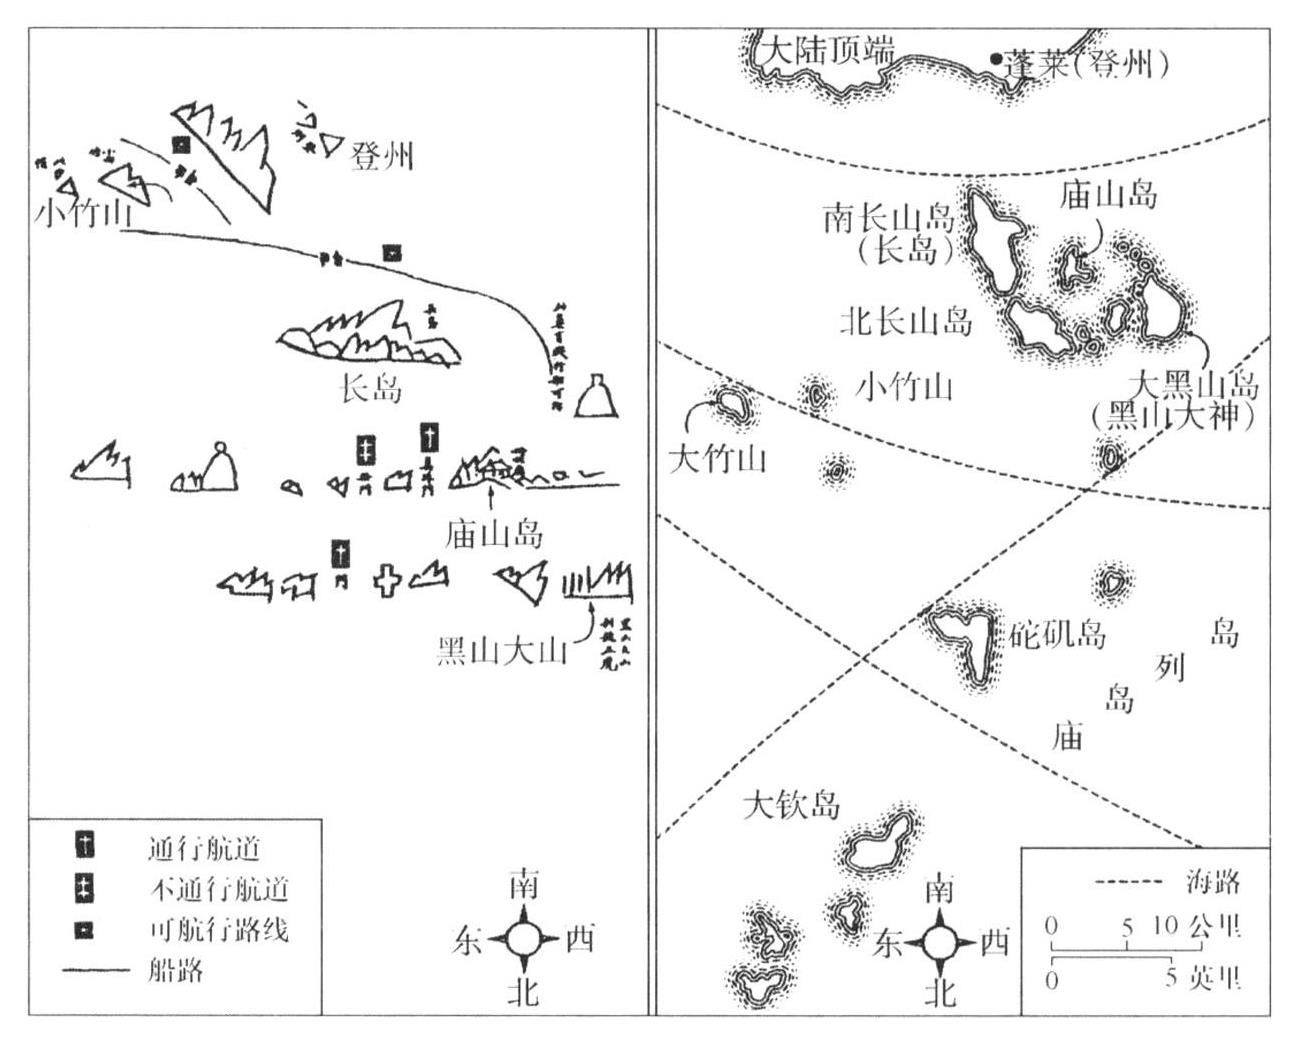 登州
小竹山
长岛
庙山岛
黑山大山
通行航道
不通行航道
可航行路线
船路
南
东
西
北
大陆顶端
蓬莱(登州)
庙山岛
南长山岛
(长岛)
北长山岛
小竹山
大黑山岛
(黑山大神)
大竹山
砣矶岛
庙岛列岛
大钦岛
南
东
西
北
海路
0 5 10 公里
0 5 英里